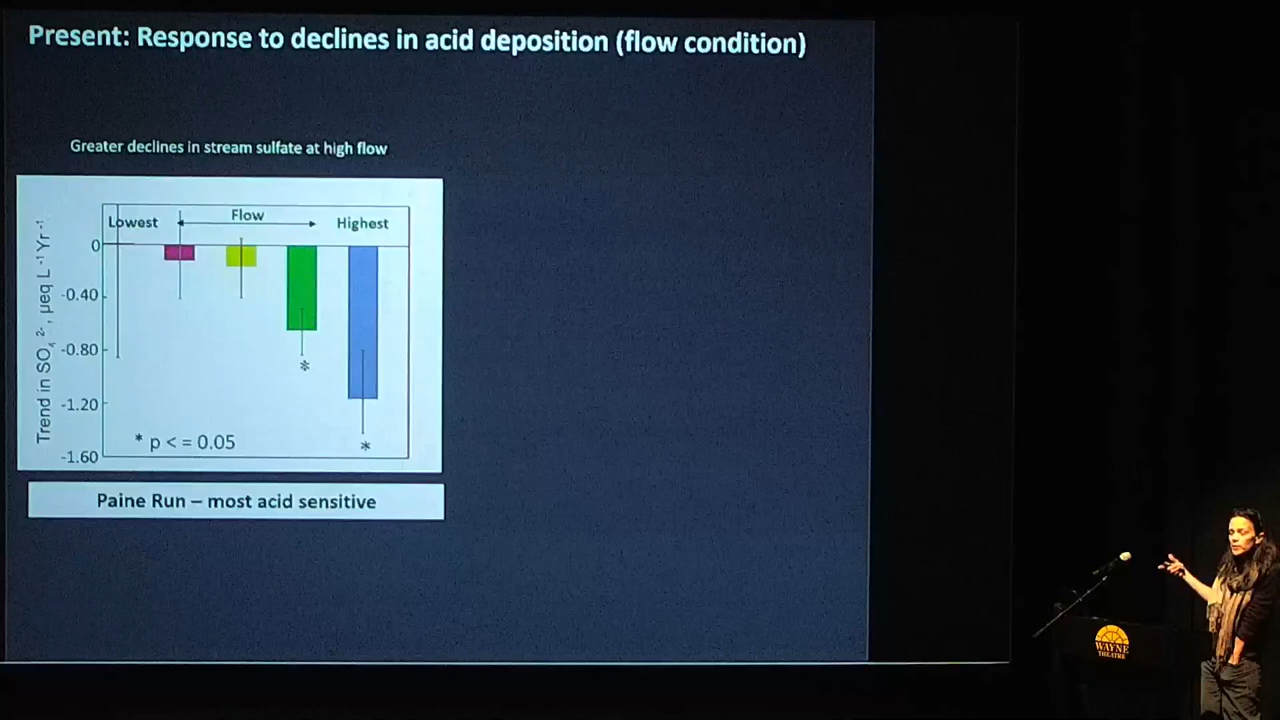 Present: Response to declines in acid deposition (flow condition)
Greater declines in stream sulfate at high flow
Lowest Flow Highest
Trend in SO₄²⁻, µeq L⁻¹ Yr⁻¹
0
-0.40
-0.80
-1.20
-1.60
*
*
* p < = 0.05
Paine Run – most acid sensitive
WAYNE
THEATRE